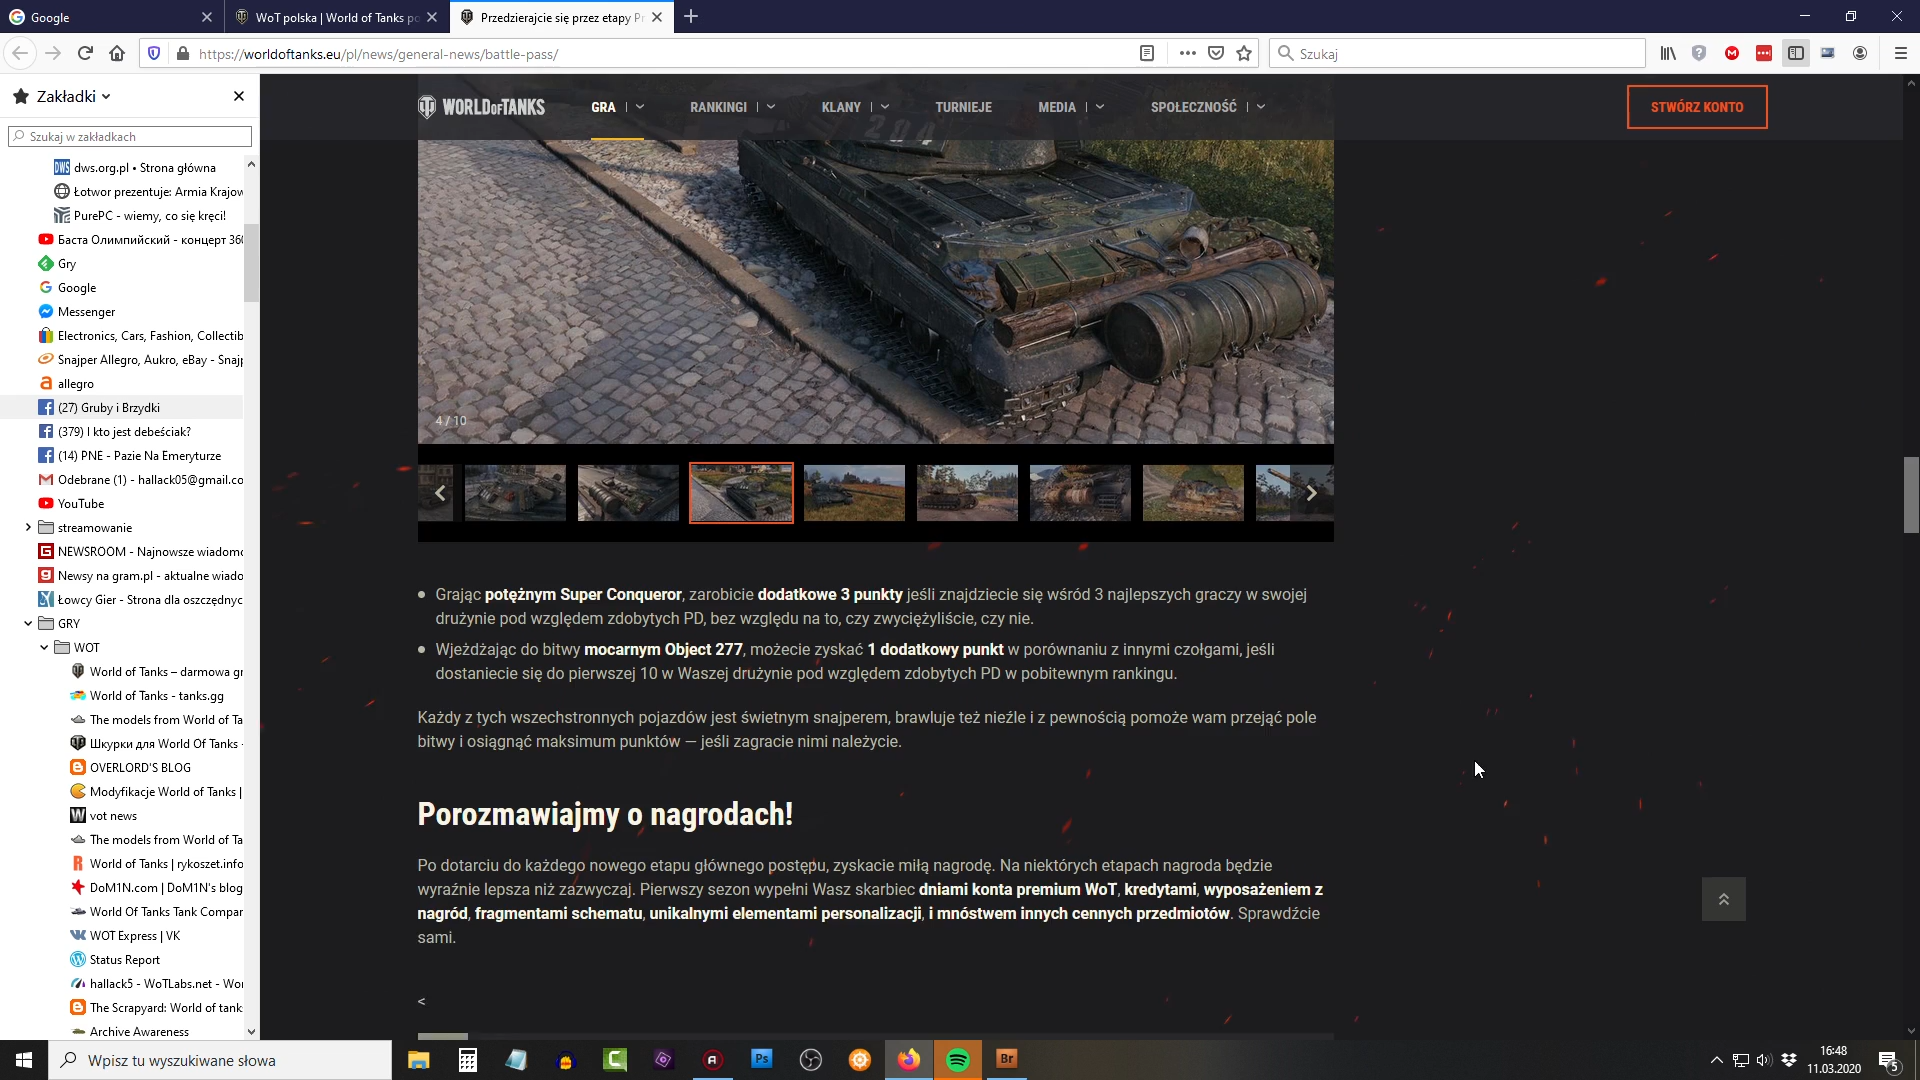 Google
WoT polska | World of Tanks po
Przedzierajcie się przez etapy Pr
https://worldoftanks.eu/pl/news/general-news/battle-pass/
Szukaj
Zakładki
Szukaj w zakładkach
dws.org.pl • Strona główna
Łotwor prezentuje: Armia Krajow
PurePC - wiemy, co się kręci!
Баста Олимпийский - концерт 360
Gry
Google
Messenger
Electronics, Cars, Fashion, Collectib
Snajper Allegro, Aukro, eBay - Snajp
allegro
(27) Gruby i Brzydki
(379) I kto jest debeściak?
(14) PNE - Pazie Na Emeryturze
Odebrane (1) - hallack05@gmail.co
YouTube
streamowanie
NEWSROOM - Najnowsze wiadomo
Newsy na gram.pl - aktualne wiado
Łowcy Gier - Strona dla oszczędnyc
GRY
WOT
World of Tanks – darmowa gr
World of Tanks - tanks.gg
The models from World of Ta
Шкурки для World Of Tanks -
OVERLORD'S BLOG
Modyfikacje World of Tanks |
vot news
The models from World of Ta
World of Tanks | rykoszet.info
DoM1N.com | DoM1N's blog
World Of Tanks Tank Compar
WOT Express | VK
Status Report
hallack5 - WoTLabs.net - Wor
The Scrapyard: World of tank
Archive Awareness
WORLD OF TANKS
GRA
RANKINGI
KLANY
TURNIEJE
MEDIA
SPOŁECZNOŚĆ
STWÓRZ KONTO
204
4 / 10
Grając potężnym Super Conqueror, zarobicie dodatkowe 3 punkty jeśli znajdziecie się wśród 3 najlepszych graczy w swojej
drużynie pod względem zdobytych PD, bez względu na to, czy zwyciężyliście, czy nie.
Wjeżdżając do bitwy mocarnym Object 277, możecie zyskać 1 dodatkowy punkt w porównaniu z innymi czołgami, jeśli
dostaniecie się do pierwszej 10 w Waszej drużynie pod względem zdobytych PD w pobitewnym rankingu.
Każdy z tych wszechstronnych pojazdów jest świetnym snajperem, brawluje też nieźle i z pewnością pomoże wam przejąć pole
bitwy i osiągnąć maksimum punktów — jeśli zagracie nimi należycie.
Porozmawiajmy o nagrodach!
Po dotarciu do każdego nowego etapu głównego postępu, zyskacie miłą nagrodę. Na niektórych etapach nagroda będzie
wyraźnie lepsza niż zazwyczaj. Pierwszy sezon wypełni Wasz skarbiec dniami konta premium WoT, kredytami, wyposażeniem z
nagród, fragmentami schematu, unikalnymi elementami personalizacji, i mnóstwem innych cennych przedmiotów. Sprawdźcie
sami.
<
Wpisz tu wyszukiwane słowa
Ps
Br
16:48
11.03.2020
5